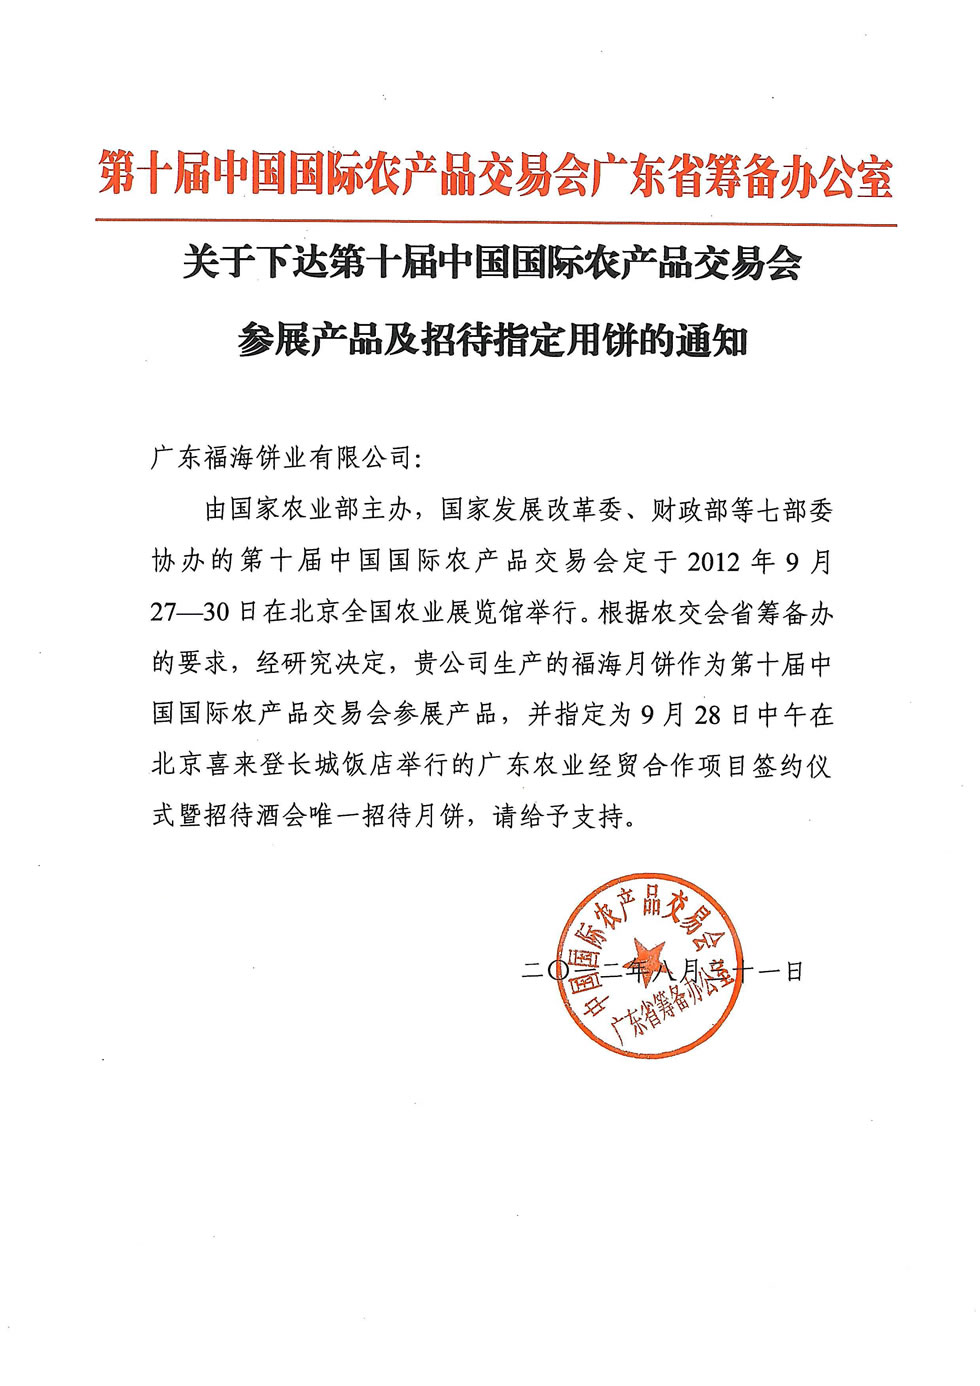 第十届中国国际农产品交易会广东省筹备办公室
关于下达第十届中国国际农产品交易会
参展产品及招待指定用饼的通知
广东福海饼业有限公司：
由国家农业部主办，国家发展改革委、财政部等七部委
协办的第十届中国国际农产品交易会定于 2012 年 9 月
27—30 日在北京全国农业展览馆举行。根据农交会省筹备办
的要求，经研究决定，贵公司生产的福海月饼作为第十届中
国国际农产品交易会参展产品，并指定为 9 月 28 日中午在
北京喜来登长城饭店举行的广东农业经贸合作项目签约仪
式暨招待酒会唯一招待月饼，请给予支持。
中国国际农产品交易会
广东省筹备办公室
二〇一二年八月二十一日